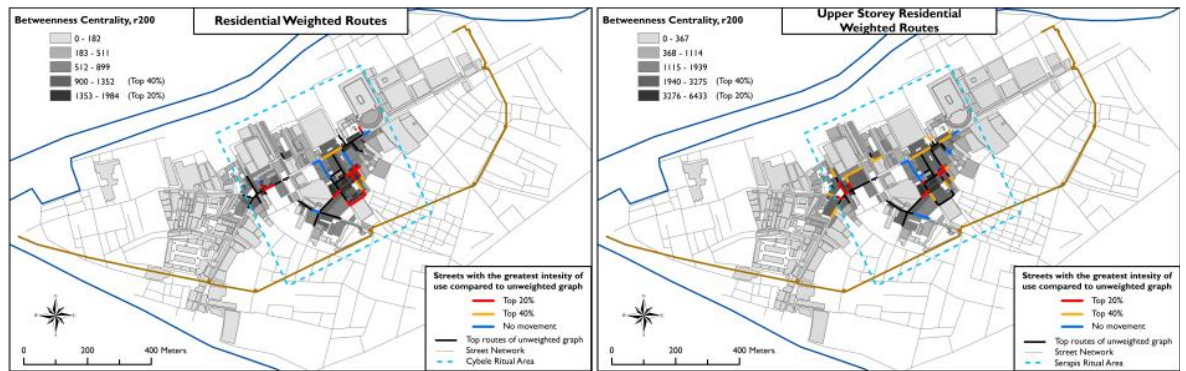 Betweenness Centrality, r200
0 - 182
183 - 511
512 - 899
900 - 1352 (Top 40%)
1353 - 1984 (Top 20%)
Residential Weighted Routes
Streets with the greatest intesity of
use compared to unweighted graph
Top 20%
Top 40%
No movement
Top routes of unweighted graph
Street Network
Cybele Ritual Area
0 200 400 Meters
Betweenness Centrality, r200
0 - 367
368 - 1114
1115 - 1939
1940 - 3275 (Top 40%)
3276 - 6433 (Top 20%)
Upper Storey Residential
Weighted Routes
Streets with the greatest intesity of
use compared to unweighted graph
Top 20%
Top 40%
No movement
Top routes of unweighted graph
Street Network
Serapis Ritual Area
0 200 400 Meters